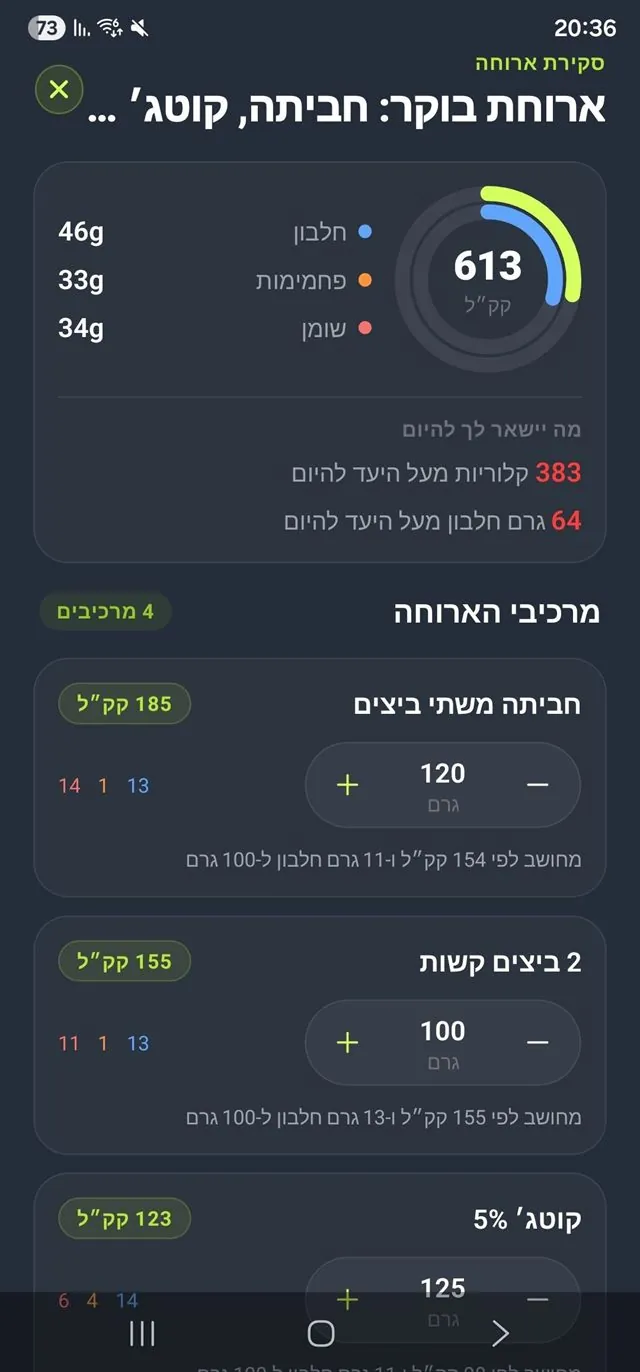 73
20:36
סקירת ארוחה
ארוחת בוקר: חביתה, קוטג׳ ...
613
קק״ל
חלבון 46g
פחמימות 33g
שומן 34g
מה יישאר לך להיום
383 קלוריות מעל היעד להיום
64 גרם חלבון מעל היעד להיום
מרכיבי הארוחה
4 מרכיבים
חביתה משתי ביצים
185 קק״ל
− 120 +
גרם
13 1 14
מחושב לפי 154 קק״ל ו-11 גרם חלבון ל-100 גרם
2 ביצים קשות
155 קק״ל
− 100 +
גרם
13 1 11
מחושב לפי 155 קק״ל ו-13 גרם חלבון ל-100 גרם
קוטג׳ 5%
123 קק״ל
− 125 +
גרם
14 4 6